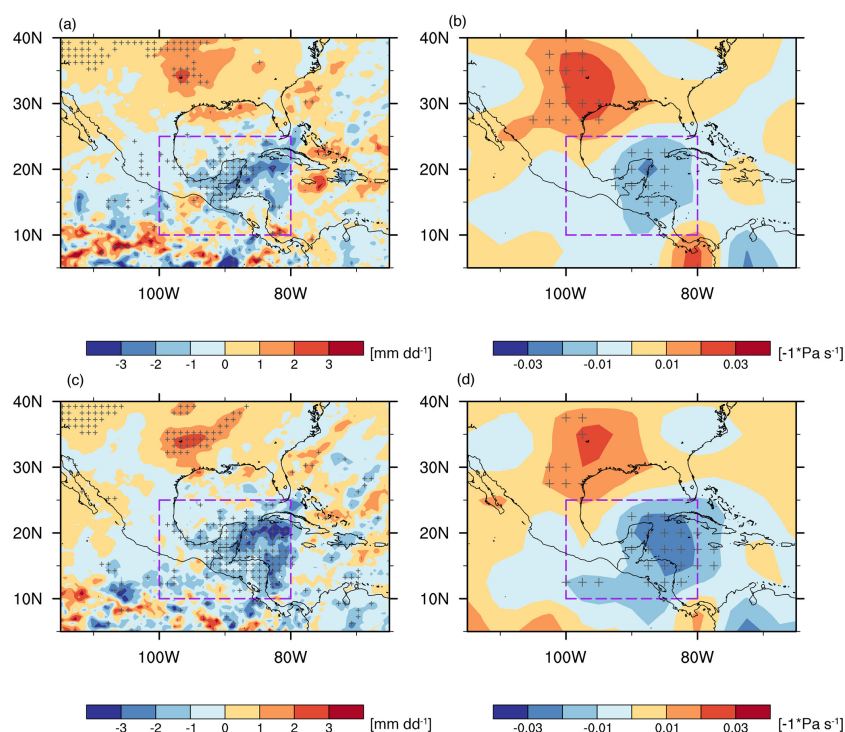 (a) (b)
40N 40N
30N 30N
20N 20N
10N 10N
100W 80W 100W 80W
-3 -2 -1 0 1 2 3 [mm dd⁻¹] -0.03 -0.01 0.01 0.03 [-1*Pa s⁻¹]
(c) (d)
40N 40N
30N 30N
20N 20N
10N 10N
100W 80W 100W 80W
-3 -2 -1 0 1 2 3 [mm dd⁻¹] -0.03 -0.01 0.01 0.03 [-1*Pa s⁻¹]